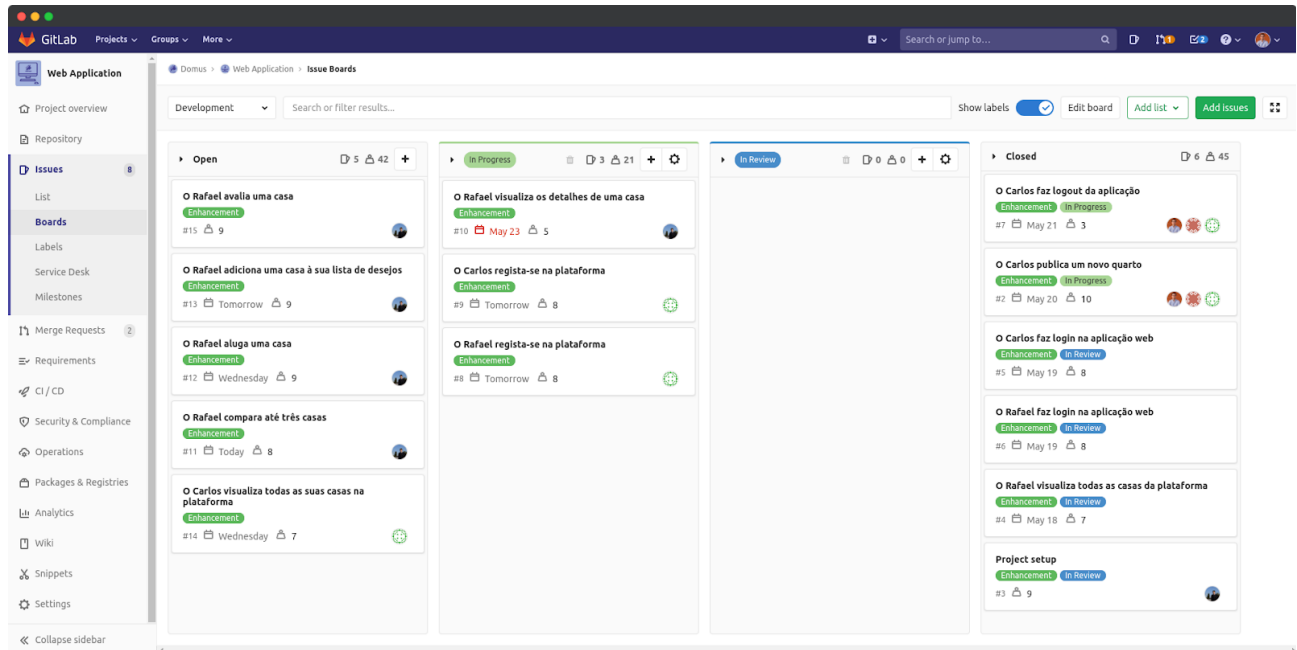 GitLab Projects Groups More Search or jump to... 1 2
Web Application
Project overview
Repository
Issues 8
List
Boards
Labels
Service Desk
Milestones
Merge Requests 2
Requirements
CI / CD
Security & Compliance
Operations
Packages & Registries
Analytics
Wiki
Snippets
Settings
Collapse sidebar
Domus > Web Application > Issue Boards
Development Search or filter results... Show labels Edit board Add list Add issues
Open 5 42
O Rafael avalia uma casa
Enhancement
#15 9
O Rafael adiciona uma casa à sua lista de desejos
Enhancement
#13 Tomorrow 9
O Rafael aluga uma casa
Enhancement
#12 Wednesday 9
O Rafael compara até três casas
Enhancement
#11 Today 8
O Carlos visualiza todas as suas casas na
plataforma
Enhancement
#14 Wednesday 7
In Progress 3 21
O Rafael visualiza os detalhes de uma casa
Enhancement
#10 May 23 5
O Carlos regista-se na plataforma
Enhancement
#9 Tomorrow 8
O Rafael regista-se na plataforma
Enhancement
#8 Tomorrow 8
In Review 0 0
Closed 6 45
O Carlos faz logout da aplicação
Enhancement In Progress
#7 May 21 3
O Carlos publica um novo quarto
Enhancement In Progress
#2 May 20 10
O Carlos faz login na aplicação web
Enhancement In Review
#5 May 19 8
O Rafael faz login na aplicação web
Enhancement In Review
#6 May 19 8
O Rafael visualiza todas as casas da plataforma
Enhancement In Review
#4 May 18 7
Project setup
Enhancement In Review
#3 9